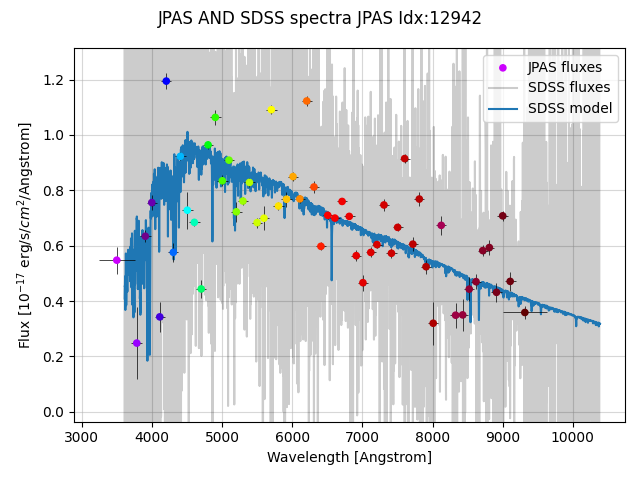 JPAS AND SDSS spectra JPAS Idx:12942
JPAS fluxes
SDSS fluxes
SDSS model
Flux [10⁻¹⁷ erg/s/cm²/Angstrom]
1.2
1.0
0.8
0.6
0.4
0.2
0.0
3000 4000 5000 6000 7000 8000 9000 10000
Wavelength [Angstrom]